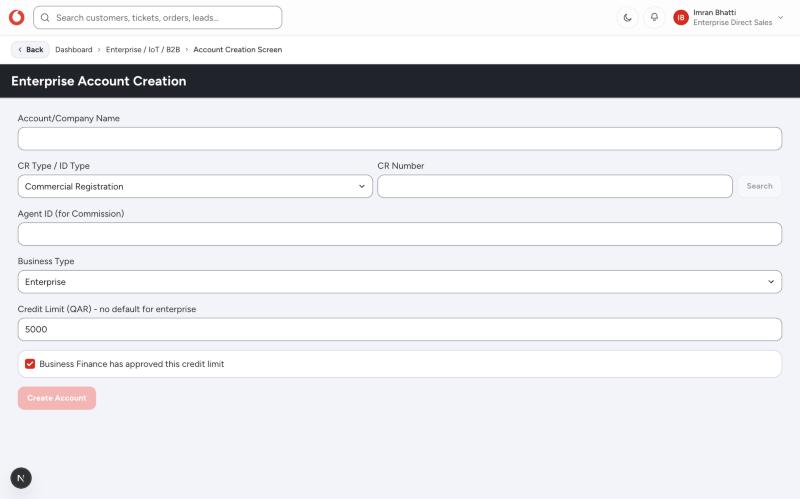 Search customers, tickets, orders, leads...
IB
Imran Bhatti
Enterprise Direct Sales
Back
Dashboard > Enterprise / IoT / B2B > Account Creation Screen
Enterprise Account Creation
Account/Company Name
CR Type / ID Type
CR Number
Commercial Registration
Search
Agent ID (for Commission)
Business Type
Enterprise
Credit Limit (QAR) - no default for enterprise
5000
Business Finance has approved this credit limit
Create Account
N